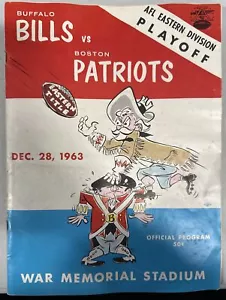 BUFFALO
BILLS vs
BOSTON
PATRIOTS
AFL EASTERN DIVISION
PLAYOFF
EASTERN
TITLE
DEC. 28, 1963
B
OFFICIAL PROGRAM
WAR MEMORIAL STADIUM